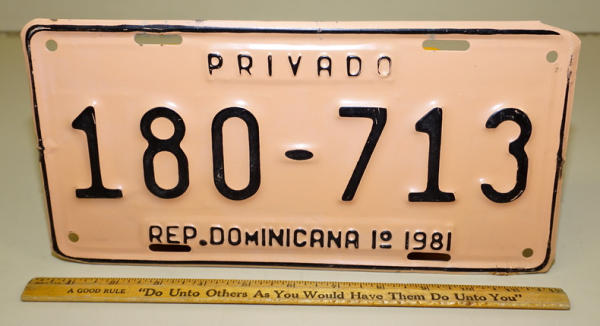 PRIVADO
180-713
REP. DOMINICANA 1º 1981
A GOOD RULE "Do Unto Others As You Would Have Them Do Unto You"